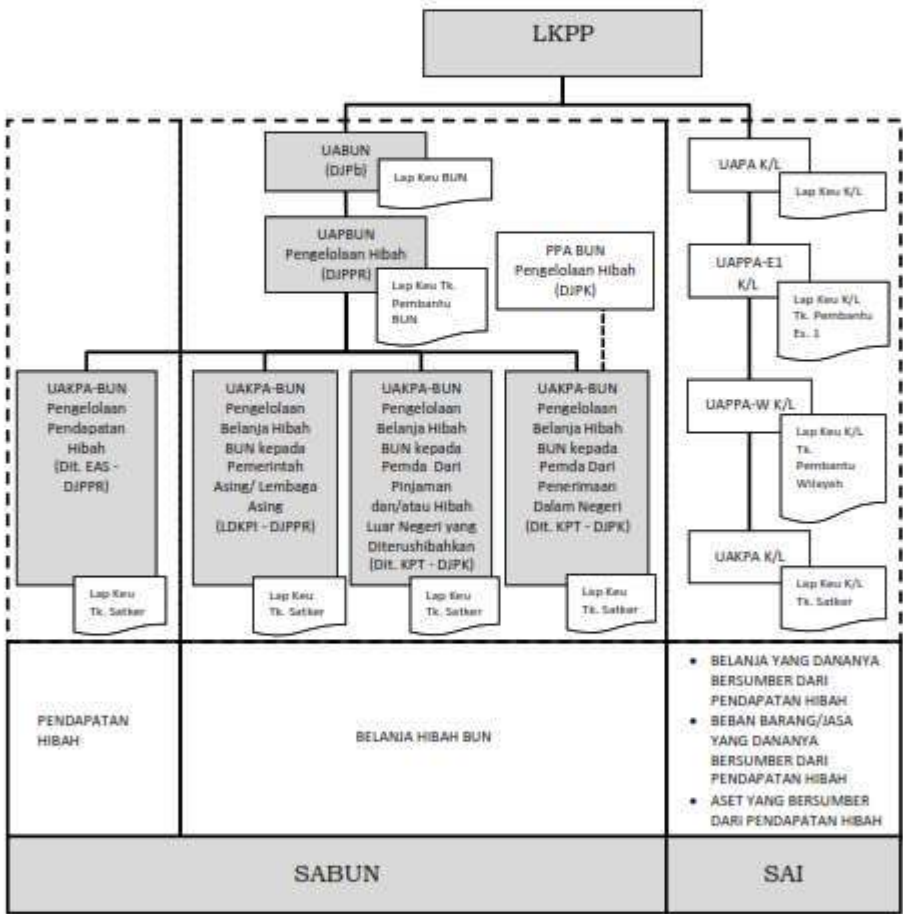 LKPP
UABUN
(DJPb)
Lap Keu BUN
UAPBUN
Pengelolaan Hibah
(DJPPR)
Lap Keu Tk.
Pembantu
BUN
PPA BUN
Pengelolaan Hibah
(DJPK)
UAKPA-BUN
Pengelolaan
Pendapatan
Hibah
(Dit. EAS -
DJPPR)
Lap Keu
Tk. Satker
UAKPA-BUN
Pengelolaan
Belanja Hibah
BUN kepada
Pemerintah
Asing/ Lembaga
Asing
(LDKPI - DJPPR)
Lap Keu
Tk. Satker
UAKPA-BUN
Pengelolaan
Belanja Hibah
BUN kepada
Pemda Dari
Pinjaman
dan/atau Hibah
Luar Negeri yang
Diterushibahkan
(Dit. KPT - DJPK)
Lap Keu
Tk. Satker
UAKPA-BUN
Pengelolaan
Belanja Hibah
BUN kepada
Pemda Dari
Penerimaan
Dalam Negeri
(Dit. KPT - DJPK)
Lap Keu
Tk. Satker
UAPA K/L
Lap Keu K/L
UAPPA-E1
K/L
Lap Keu K/L
Tk. Pembantu
Es. 1
UAPPA-W K/L
Lap Keu K/L
Tk.
Pembantu
Wilayah
UAKPA K/L
Lap Keu K/L
Tk. Satker
PENDAPATAN
HIBAH
BELANJA HIBAH BUN
• BELANJA YANG DANANYA
BERSUMBER DARI
PENDAPATAN HIBAH
• BEBAN BARANG/JASA
YANG DANANYA
BERSUMBER DARI
PENDAPATAN HIBAH
• ASET YANG BERSUMBER
DARI PENDAPATAN HIBAH
SABUN
SAI